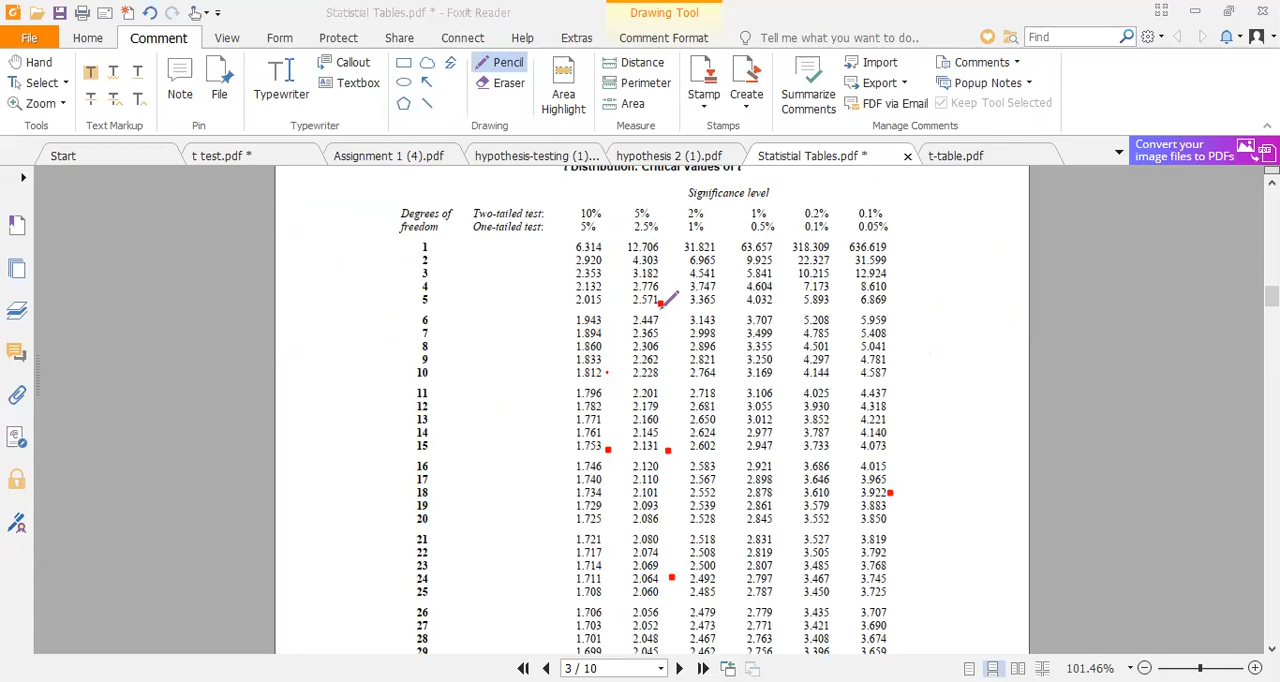 Statistial Tables.pdf * - Foxit Reader
Drawing Tool
File Home Comment View Form Protect Share Connect Help Extras Comment Format Tell me what you want to do.. Find
Hand
Select
Zoom
Tools
Text Markup
Note
File
Pin
Typewriter
Callout
Textbox
Typewriter
Pencil
Eraser
Drawing
Area Highlight
Distance
Perimeter
Area
Measure
Stamp
Create
Stamps
Summarize Comments
Import
Export
FDF via Email
Comments
Popup Notes
Keep Tool Selected
Manage Comments
Start
t test.pdf *
Assignment 1 (4).pdf
hypothesis-testing (1)...
hypothesis 2 (1).pdf
Statistial Tables.pdf *
t-table.pdf
Convert your
image files to PDFs
t Distribution: Critical Values of t
Significance level
Degrees of Two-tailed test: 10% 5% 2% 1% 0.2% 0.1%
freedom One-tailed test: 5% 2.5% 1% 0.5% 0.1% 0.05%
1 6.314 12.706 31.821 63.657 318.309 636.619
2 2.920 4.303 6.965 9.925 22.327 31.599
3 2.353 3.182 4.541 5.841 10.215 12.924
4 2.132 2.776 3.747 4.604 7.173 8.610
5 2.015 2.571 3.365 4.032 5.893 6.869
6 1.943 2.447 3.143 3.707 5.208 5.959
7 1.894 2.365 2.998 3.499 4.785 5.408
8 1.860 2.306 2.896 3.355 4.501 5.041
9 1.833 2.262 2.821 3.250 4.297 4.781
10 1.812 2.228 2.764 3.169 4.144 4.587
11 1.796 2.201 2.718 3.106 4.025 4.437
12 1.782 2.179 2.681 3.055 3.930 4.318
13 1.771 2.160 2.650 3.012 3.852 4.221
14 1.761 2.145 2.624 2.977 3.787 4.140
15 1.753 2.131 2.602 2.947 3.733 4.073
16 1.746 2.120 2.583 2.921 3.686 4.015
17 1.740 2.110 2.567 2.898 3.646 3.965
18 1.734 2.101 2.552 2.878 3.610 3.922
19 1.729 2.093 2.539 2.861 3.579 3.883
20 1.725 2.086 2.528 2.845 3.552 3.850
21 1.721 2.080 2.518 2.831 3.527 3.819
22 1.717 2.074 2.508 2.819 3.505 3.792
23 1.714 2.069 2.500 2.807 3.485 3.768
24 1.711 2.064 2.492 2.797 3.467 3.745
25 1.708 2.060 2.485 2.787 3.450 3.725
26 1.706 2.056 2.479 2.779 3.435 3.707
27 1.703 2.052 2.473 2.771 3.421 3.690
28 1.701 2.048 2.467 2.763 3.408 3.674
29 1.699 2.045 2.462 2.756 3.396 3.659
3 / 10
101.46%